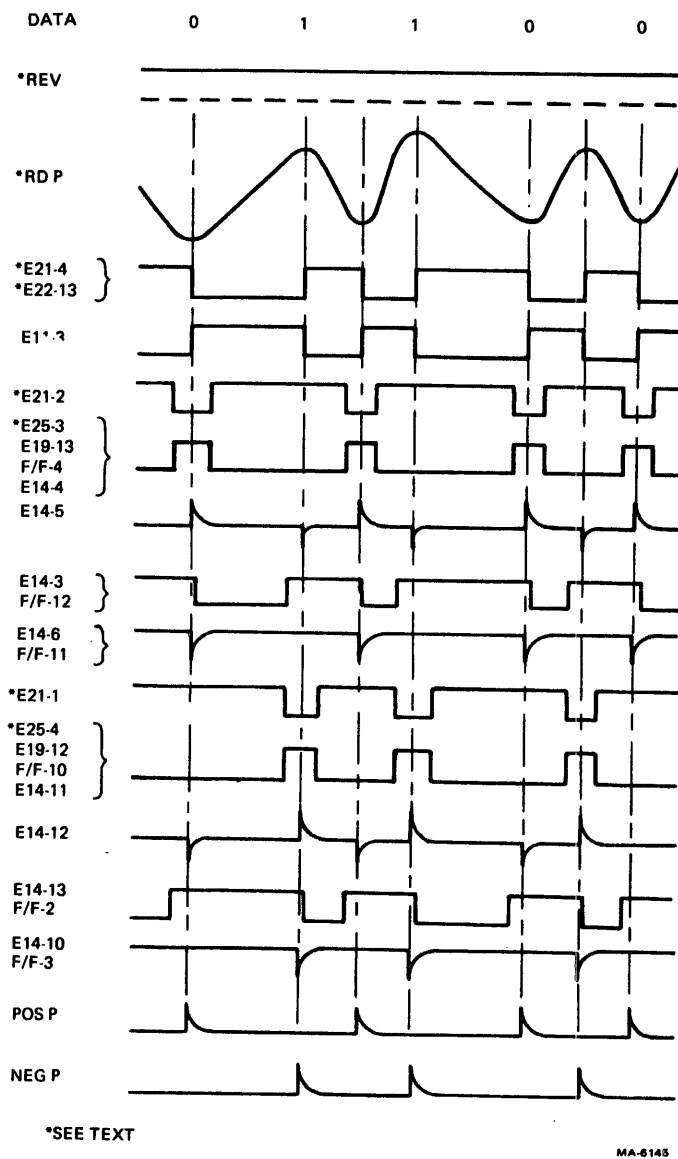 DATA 0 1 1 0 0
*REV
*RD P
*E21-4
*E22-13
*E21-2
*E25-3
E19-13
F/F-4
E14-4
E14-5
E14-3
F/F-12
E14-6
F/F-11
*E21-1
*E25-4
E19-12
F/F-10
E14-11
E14-12
E14-13
F/F-2
E14-10
F/F-3
POS P
NEG P
*SEE TEXT
MA-6145